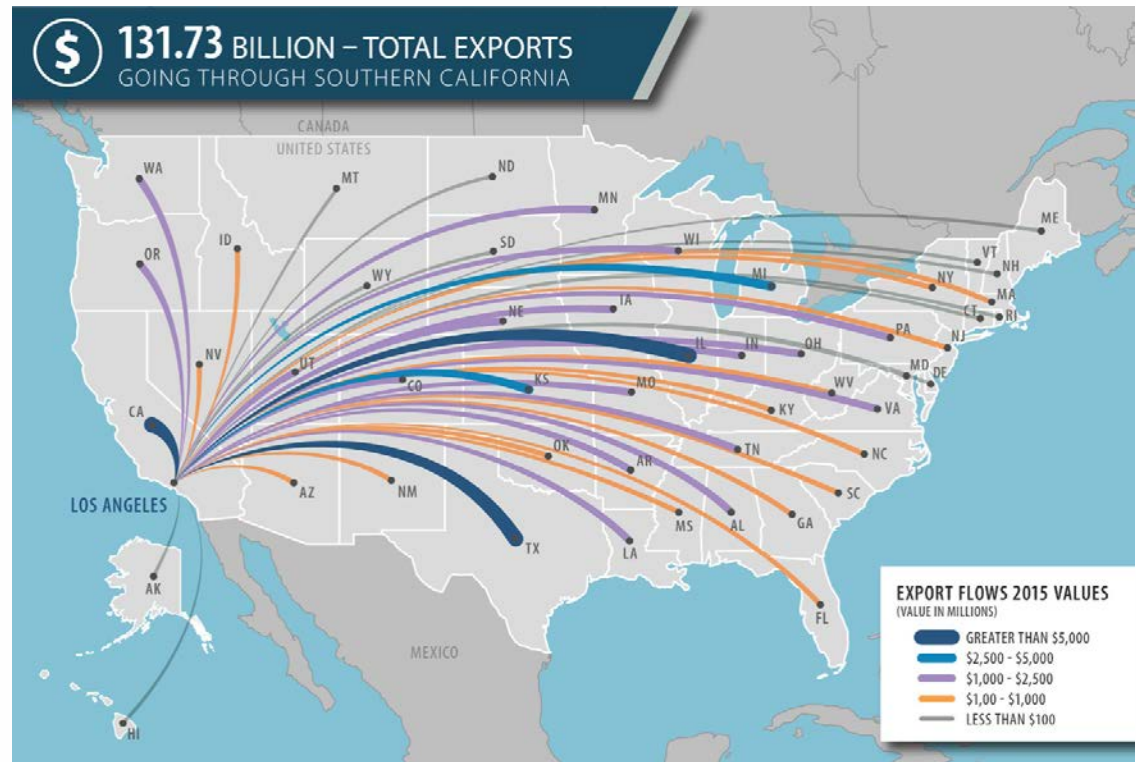 $ 131.73 BILLION – TOTAL EXPORTS
GOING THROUGH SOUTHERN CALIFORNIA
CANADA
UNITED STATES
WA
MT
ND
MN
ME
OR
ID
SD
WI
VT
NH
WY
MI
NY
MA
NE
IA
CT
RI
NV
UT
PA
NJ
IL
IN
OH
CO
KS
MO
MD
DE
WV
CA
KY
VA
OK
AR
TN
NC
LOS ANGELES
AZ
NM
SC
MS
AL
GA
TX
LA
AK
FL
MEXICO
HI
EXPORT FLOWS 2015 VALUES
(VALUE IN MILLIONS)
GREATER THAN $5,000
$2,500 - $5,000
$1,000 - $2,500
$1,00 - $1,000
LESS THAN $100